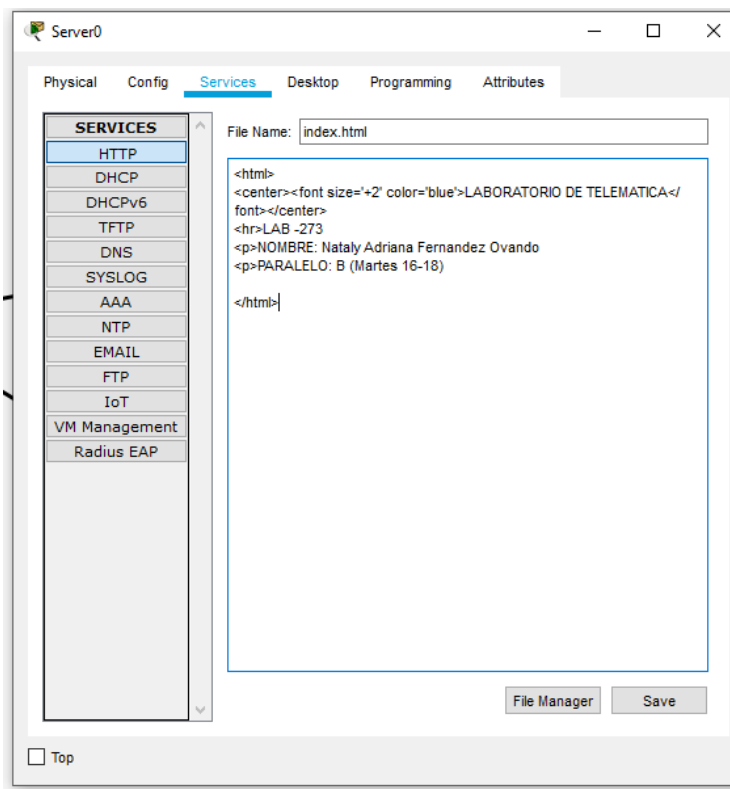 Server0
Physical Config Services Desktop Programming Attributes
SERVICES
HTTP
DHCP
DHCPv6
TFTP
DNS
SYSLOG
AAA
NTP
EMAIL
FTP
IoT
VM Management
Radius EAP
File Name: index.html
<html>
<center><font size='+2' color='blue'>LABORATORIO DE TELEMATICA</
font></center>
<hr>LAB -273
<p>NOMBRE: Nataly Adriana Fernandez Ovando
<p>PARALELO: B (Martes 16-18)
</html>
File Manager Save
Top